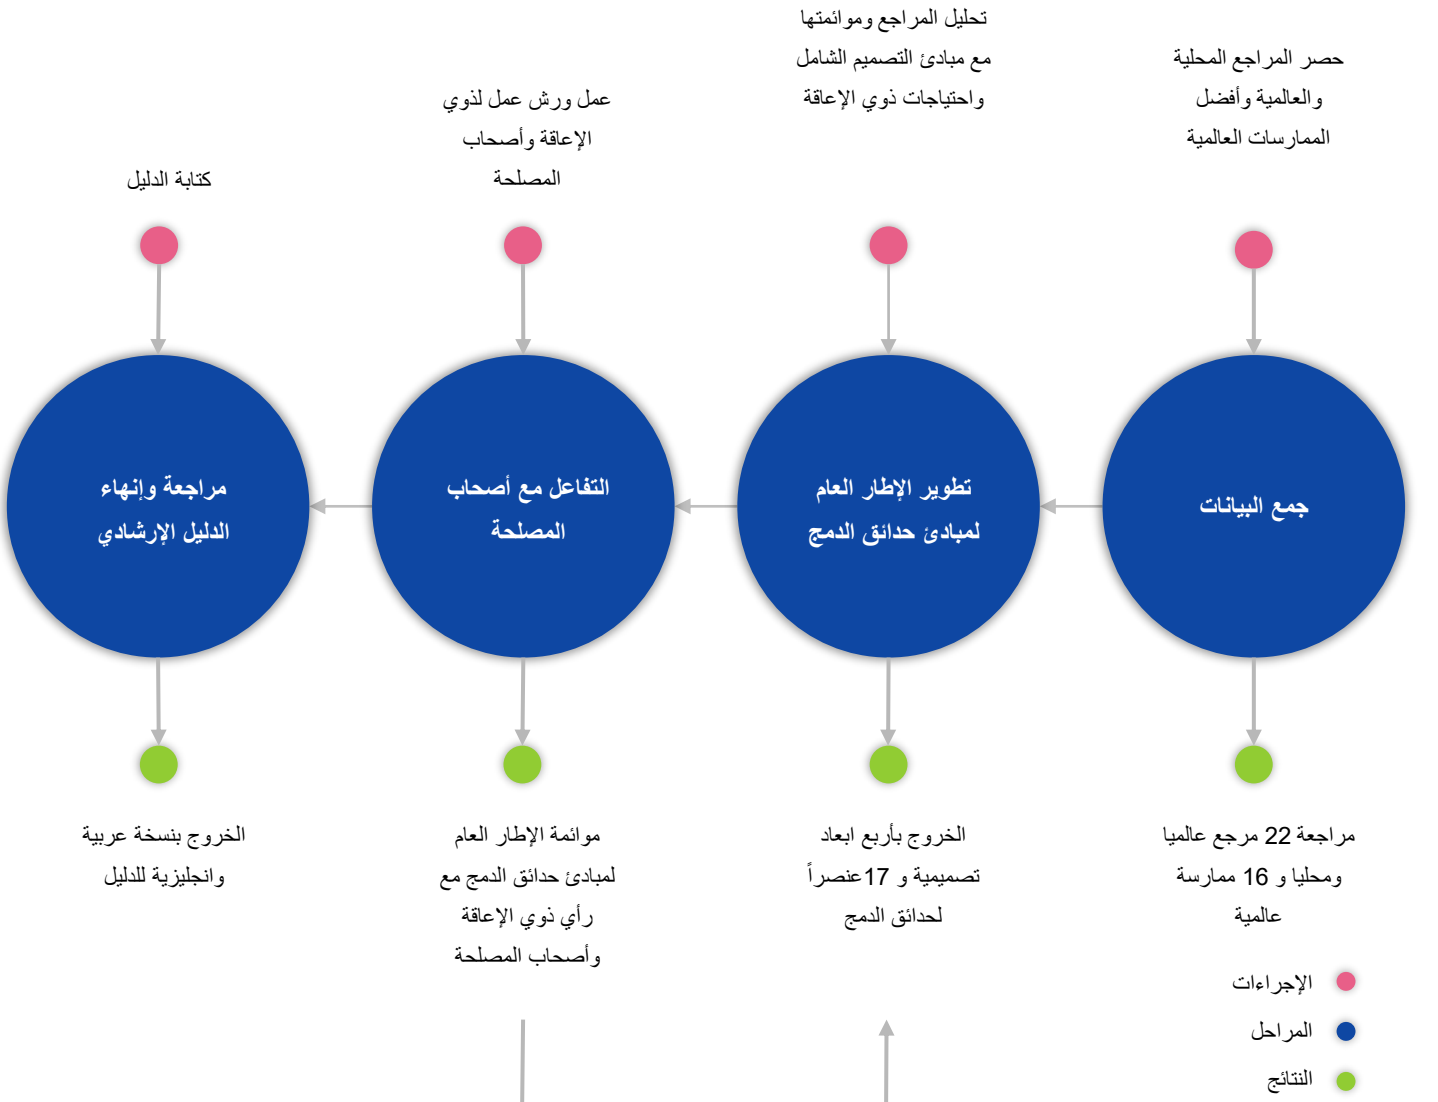 حصر المراجع المحلية
والعالمية وأفضل
الممارسات العالمية
تحليل المراجع وموائمتها
مع مبادئ التصميم الشامل
واحتياجات ذوي الإعاقة
عمل ورش عمل لذوي
الإعاقة وأصحاب
المصلحة
كتابة الدليل
جمع البيانات
تطوير الإطار العام
لمبادئ حدائق الدمج
التفاعل مع أصحاب
المصلحة
مراجعة وإنهاء
الدليل الإرشادي
مراجعة 22 مرجع عالميا
ومحليا و 16 ممارسة
عالمية
الخروج بأربع ابعاد
تصميمية و 17عنصراً
لحدائق الدمج
موائمة الإطار العام
لمبادئ حدائق الدمج مع
رأي ذوي الإعاقة
وأصحاب المصلحة
الخروج بنسخة عربية
وانجليزية للدليل
الإجراءات
المراحل
النتائج